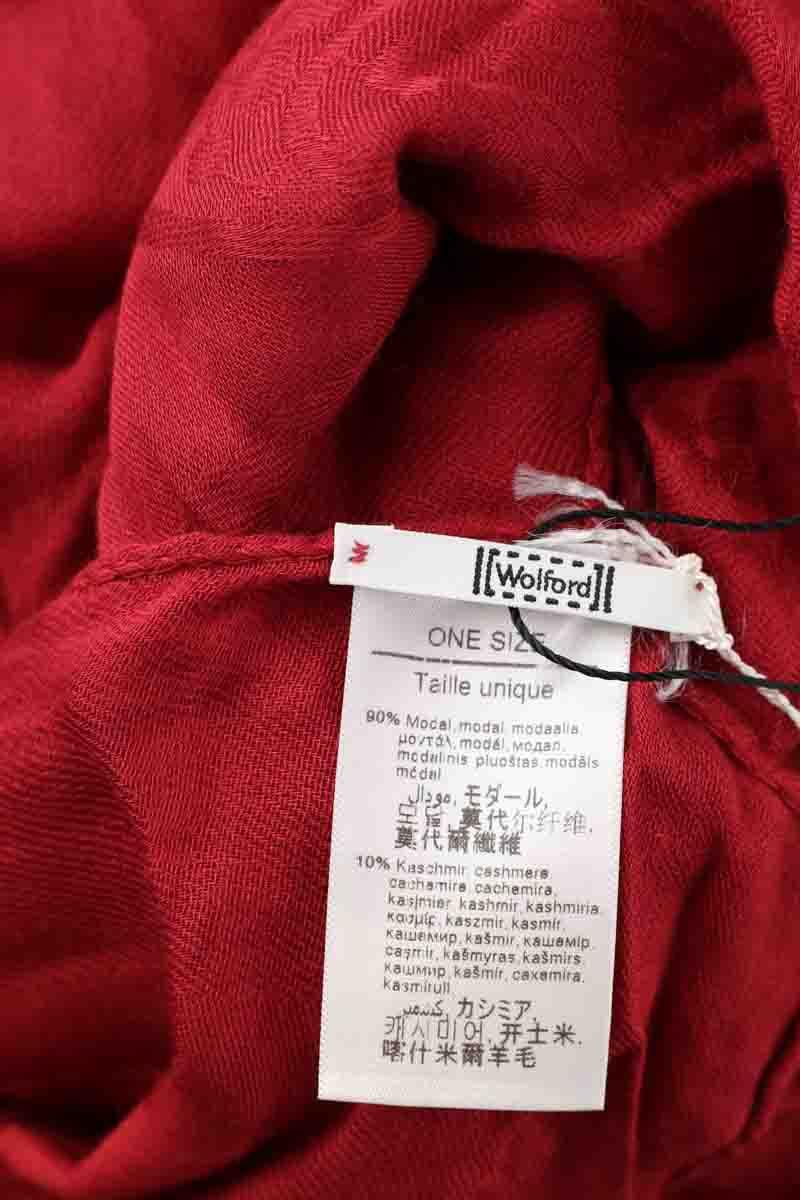 [Wolford]
ONE SIZE
Taille unique
90% Modal, modal, modaalia,
μοντάλ, modál, модал,
modalinis pluoštas, modāls
módal
مودال, モダール,
모달, 莫代尔纤维,
莫代爾纖維
10% Kaschmir, cashmere,
cachemire, cachemira,
kasjmier, kashmir, kashmiria,
κασμίρ, kaszmir, kasmír,
кашемир, kašmir, кашемір,
caşmir, kašmyras, kašmīrs,
кашмир, kašmír, caxemira,
kasmirull
كشمير, カシミア,
캐시미어, 开士米,
喀什米爾羊毛